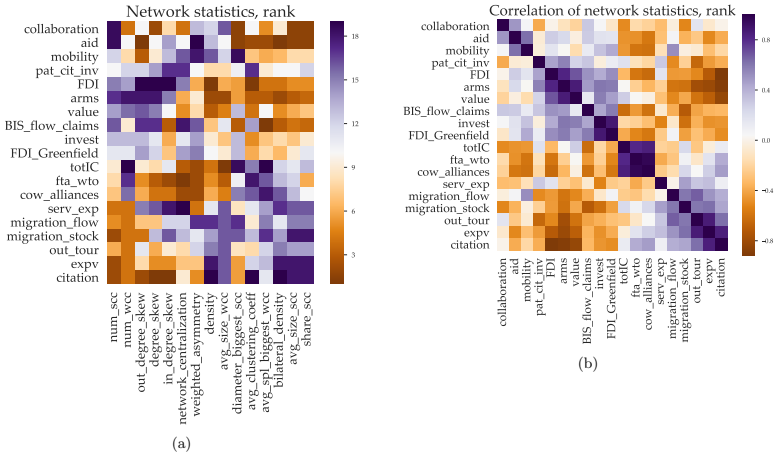 Network statistics, rank
collaboration
aid
mobility
pat_cit_inv
FDI
arms
value
BIS_flow_claims
invest
FDI_Greenfield
totIC
fta_wto
cow_alliances
serv_exp
migration_flow
migration_stock
out_tour
expv
citation
num_scc
num_wcc
out_degree_skew
degree_skew
in_degree_skew
network_centralization
weighted_asymmetry
density
avg_size_wcc
diameter_biggest_scc
avg_clustering_coeff
avg_spl_biggest_wcc
bilateral_density
avg_size_scc
share_scc
18
15
12
9
6
3
(a)
Correlation of network statistics, rank
collaboration
aid
mobility
pat_cit_inv
FDI
arms
value
BIS_flow_claims
invest
FDI_Greenfield
totIC
fta_wto
cow_alliances
serv_exp
migration_flow
migration_stock
out_tour
expv
citation
collaboration
aid
mobility
pat_cit_inv
FDI
arms
value
BIS_flow_claims
invest
FDI_Greenfield
totIC
fta_wto
cow_alliances
serv_exp
migration_flow
migration_stock
out_tour
expv
citation
0.8
0.4
0.0
−0.4
−0.8
(b)